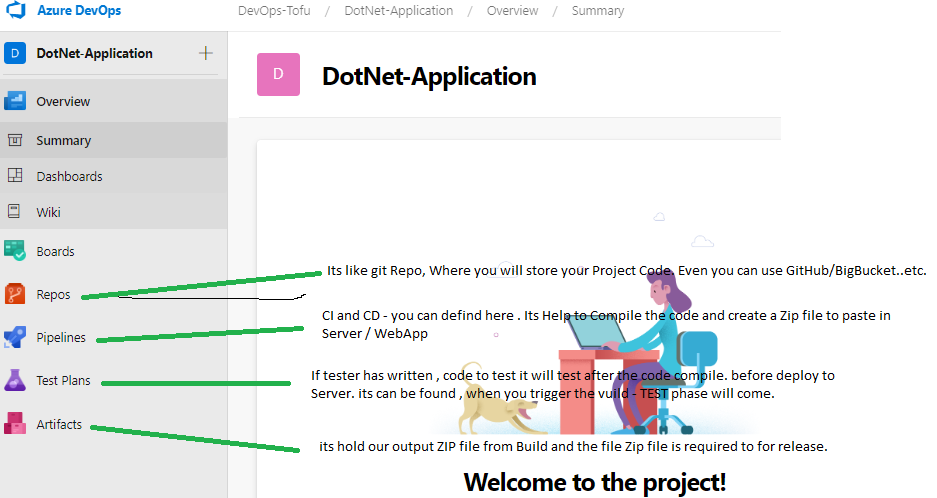 Azure DevOps
DevOps-Tofu / DotNet-Application / Overview / Summary
D DotNet-Application +
D DotNet-Application
Overview
Summary
Dashboards
Wiki
Boards
Repos
Its like git Repo, Where you will store your Project Code. Even you can use GitHub/BigBucket..etc.
Pipelines
CI and CD - you can defind here . Its Help to Compile the code and create a Zip file to paste in
Server / WebApp
Test Plans
If tester has written , code to test it will test after the code compile. before deploy to
Server. its can be found , when you trigger the vuild - TEST phase will come.
Artifacts
its hold our output ZIP file from Build and the file Zip file is required to for release.
Welcome to the project!